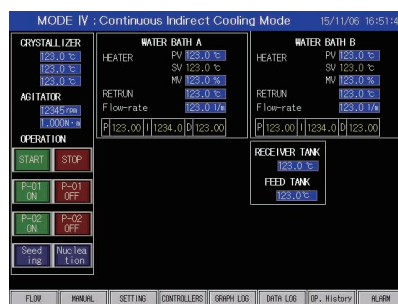 MODE Ⅳ : Continuous Indirect Cooling Mode 15/11/06 16:51:4
CRYSTALLIZER
123.0 ℃
123.0 ℃
123.0 ℃
AGITATOR
12345 rpm
1.000N・m
OPERATION
START STOP
P-01 ON P-01 OFF
P-02 ON P-02 OFF
Seed ing Nuclea tion
WATER BATH A
HEATER PV 123.0 ℃
SV 123.0 ℃
MV 123.0 %
RETRUN 123.0 ℃
Flow-rate 123.0 l/m
P 123.00 I 1234.0 D 123.00
WATER BATH B
HEATER PV 123.0 ℃
SV 123.0 ℃
MV 123.0 %
RETRUN 123.0 ℃
Flow-rate 123.0 l/m
P 123.00 I 1234.0 D 123.00
RECEIVER TANK
123.0 ℃
FEED TANK
123.0 ℃
FLOW MANUAL SETTING CONTROLLERS GRAPH LOG DATA LOG OP. History ALARM